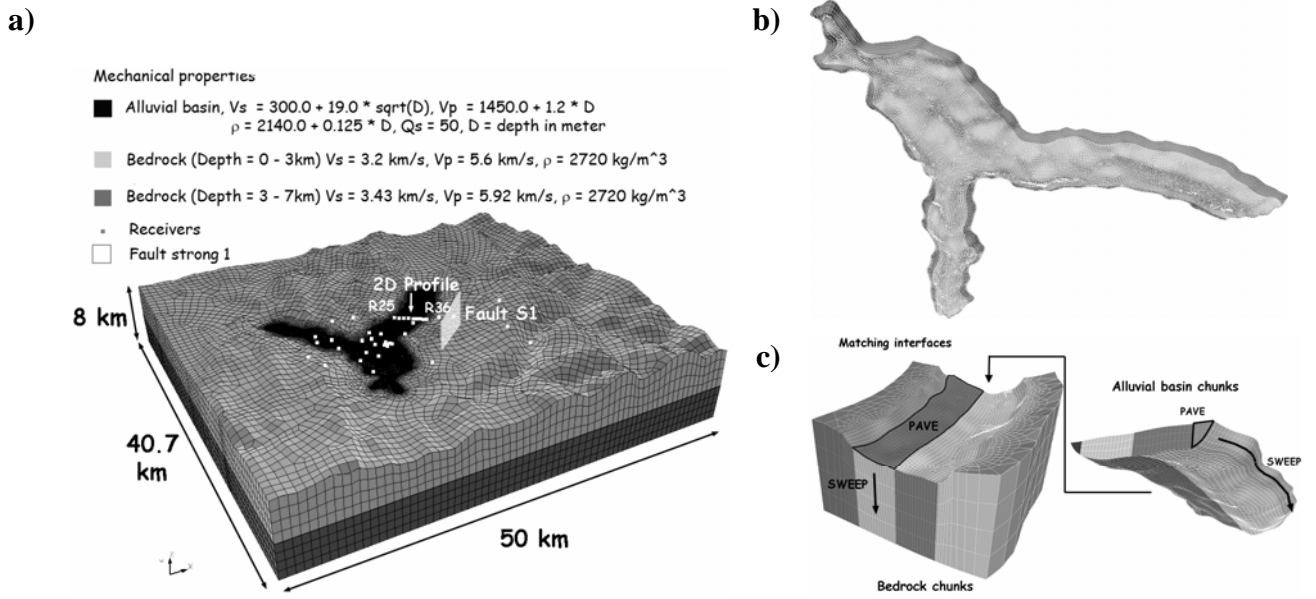 a)
Mechanical properties
Alluvial basin, Vs = 300.0 + 19.0 * sqrt(D), Vp = 1450.0 + 1.2 * D
ρ = 2140.0 + 0.125 * D, Qs = 50, D = depth in meter
Bedrock (Depth = 0 - 3km) Vs = 3.2 km/s, Vp = 5.6 km/s, ρ = 2720 kg/m^3
Bedrock (Depth = 3 - 7km) Vs = 3.43 km/s, Vp = 5.92 km/s, ρ = 2720 kg/m^3
Receivers
Fault strong 1
2D Profile
R25
R36
Fault S1
8 km
40.7
km
50 km
Z
Y
X
b)
c)
Matching interfaces
PAVE
SWEEP
Bedrock chunks
Alluvial basin chunks
PAVE
SWEEP